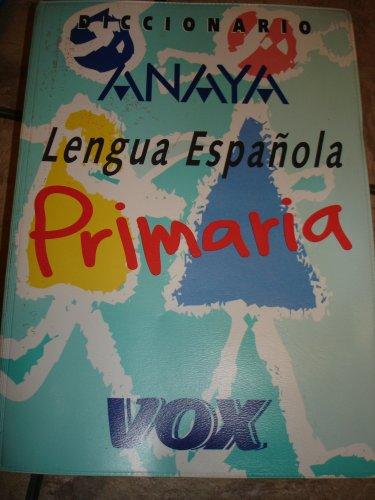 DICCIONARIO
ANAYA
Lengua Española
Primaria
VOX